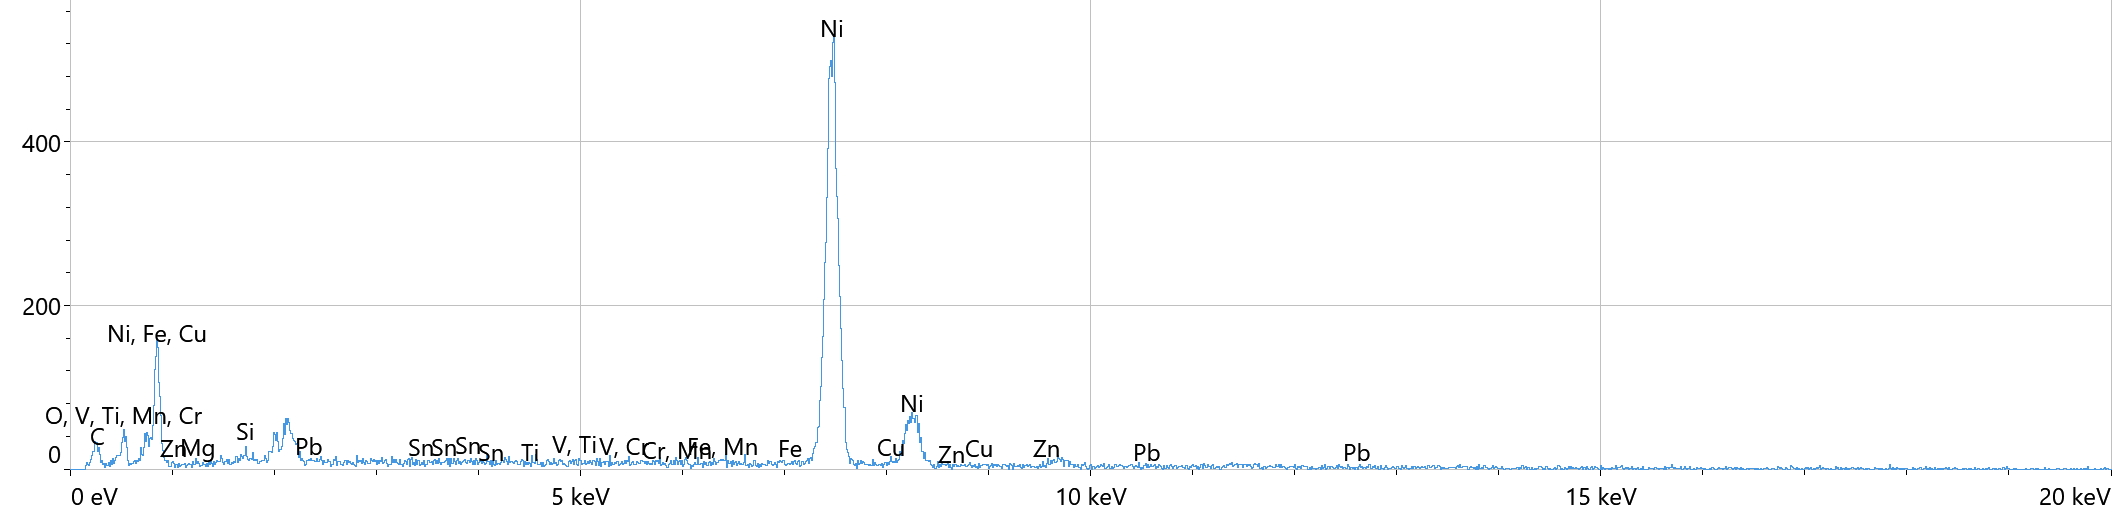 Ni
400
200
Ni, Fe, Cu
Ni
O, V, Ti, Mn, Cr
C
Zn
Mg
Si
Pb
Sn
Sn
Sn
Sn
Ti
V, Ti
V, Cr
Cr, Mn
Fe, Mn
Fe
Cu
Zn
Cu
Zn
Pb
Pb
0
0 eV
5 keV
10 keV
15 keV
20 keV